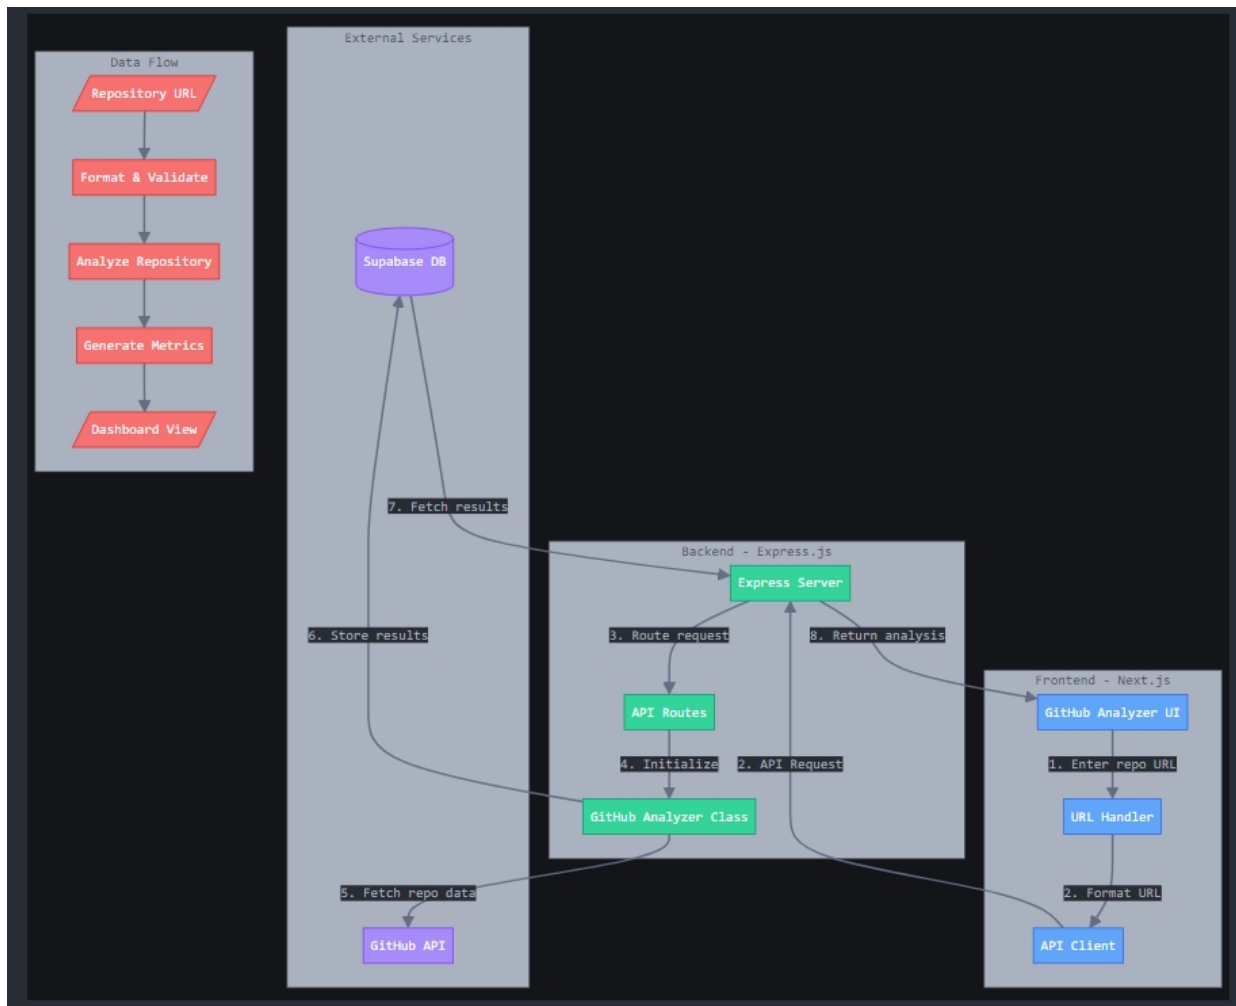 Data Flow
Repository URL
Format & Validate
Analyze Repository
Generate Metrics
Dashboard View
External Services
Supabase DB
7. Fetch results
6. Store results
5. Fetch repo data
GitHub API
Backend - Express.js
Express Server
3. Route request
8. Return analysis
API Routes
4. Initialize
2. API Request
GitHub Analyzer Class
Frontend - Next.js
GitHub Analyzer UI
1. Enter repo URL
URL Handler
2. Format URL
API Client